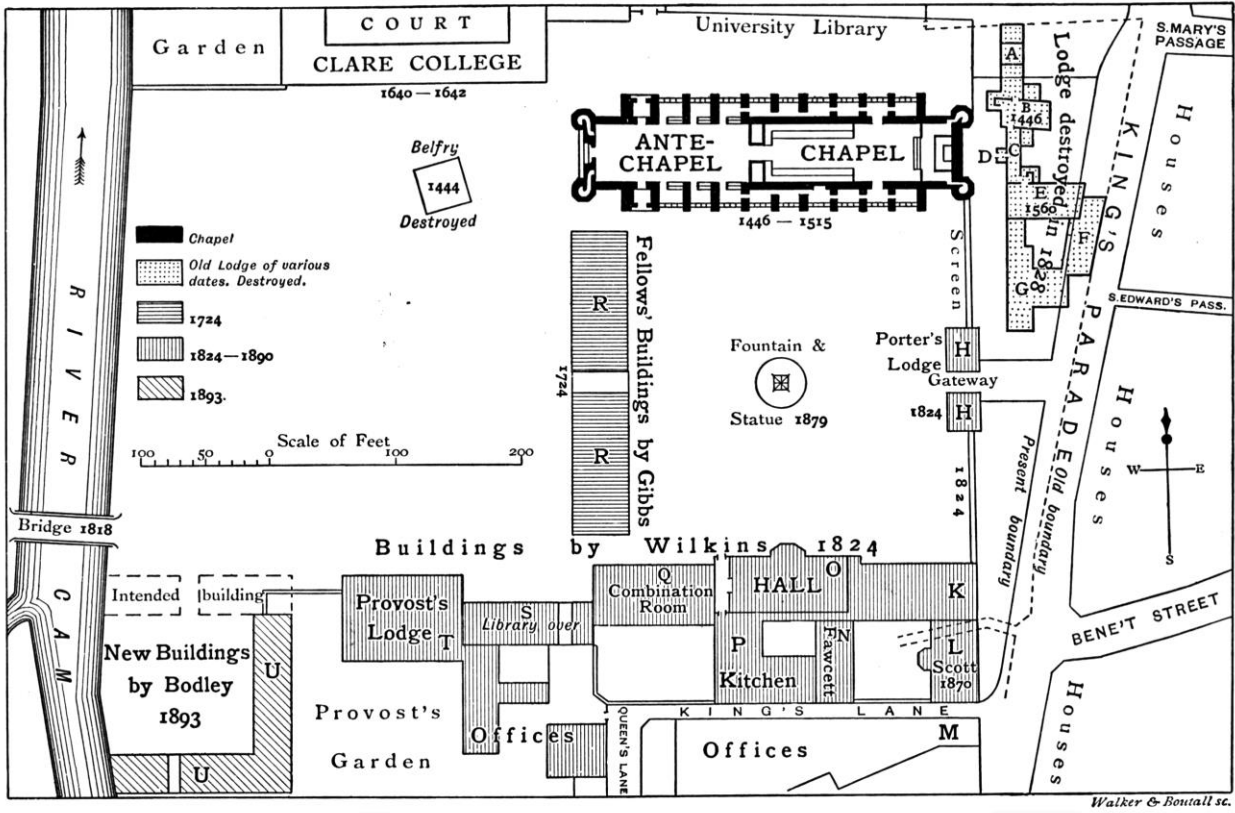 Garden
COURT
CLARE COLLEGE
1640 — 1642
University Library
S. MARY'S
PASSAGE
Houses
KING'S PARADE
Lodge destroyed in 1828
A
B
1446
C
D
E
1560
F
G
ANTE-
CHAPEL
CHAPEL
1446 — 1515
Belfry
1444
Destroyed
Chapel
Old Lodge of various
dates. Destroyed.
1724
1824—1890
1893.
RIVER
CAM
Scale of Feet
100 50 0 100 200
R
R
1724
Fellows' Buildings by Gibbs
Fountain &
Statue 1879
Screen
Porter's
Lodge
H
Gateway
1824
H
1824
S. EDWARD'S PASS.
Houses
W E
S
Present boundary
Old boundary
Bridge 1818
Buildings by Wilkins 1824
Intended building
New Buildings
by Bodley
1893
U
U
Provost's
Lodge T
S
Library over
Q
Combination
Room
HALL
O
K
P
Kitchen
N
Fawcett
L
Scott
1870
BENE'T STREET
Provost's
Garden
Offices
QUEEN'S LANE
KING'S LANE
Offices
M
Houses
Walker & Boutall sc.